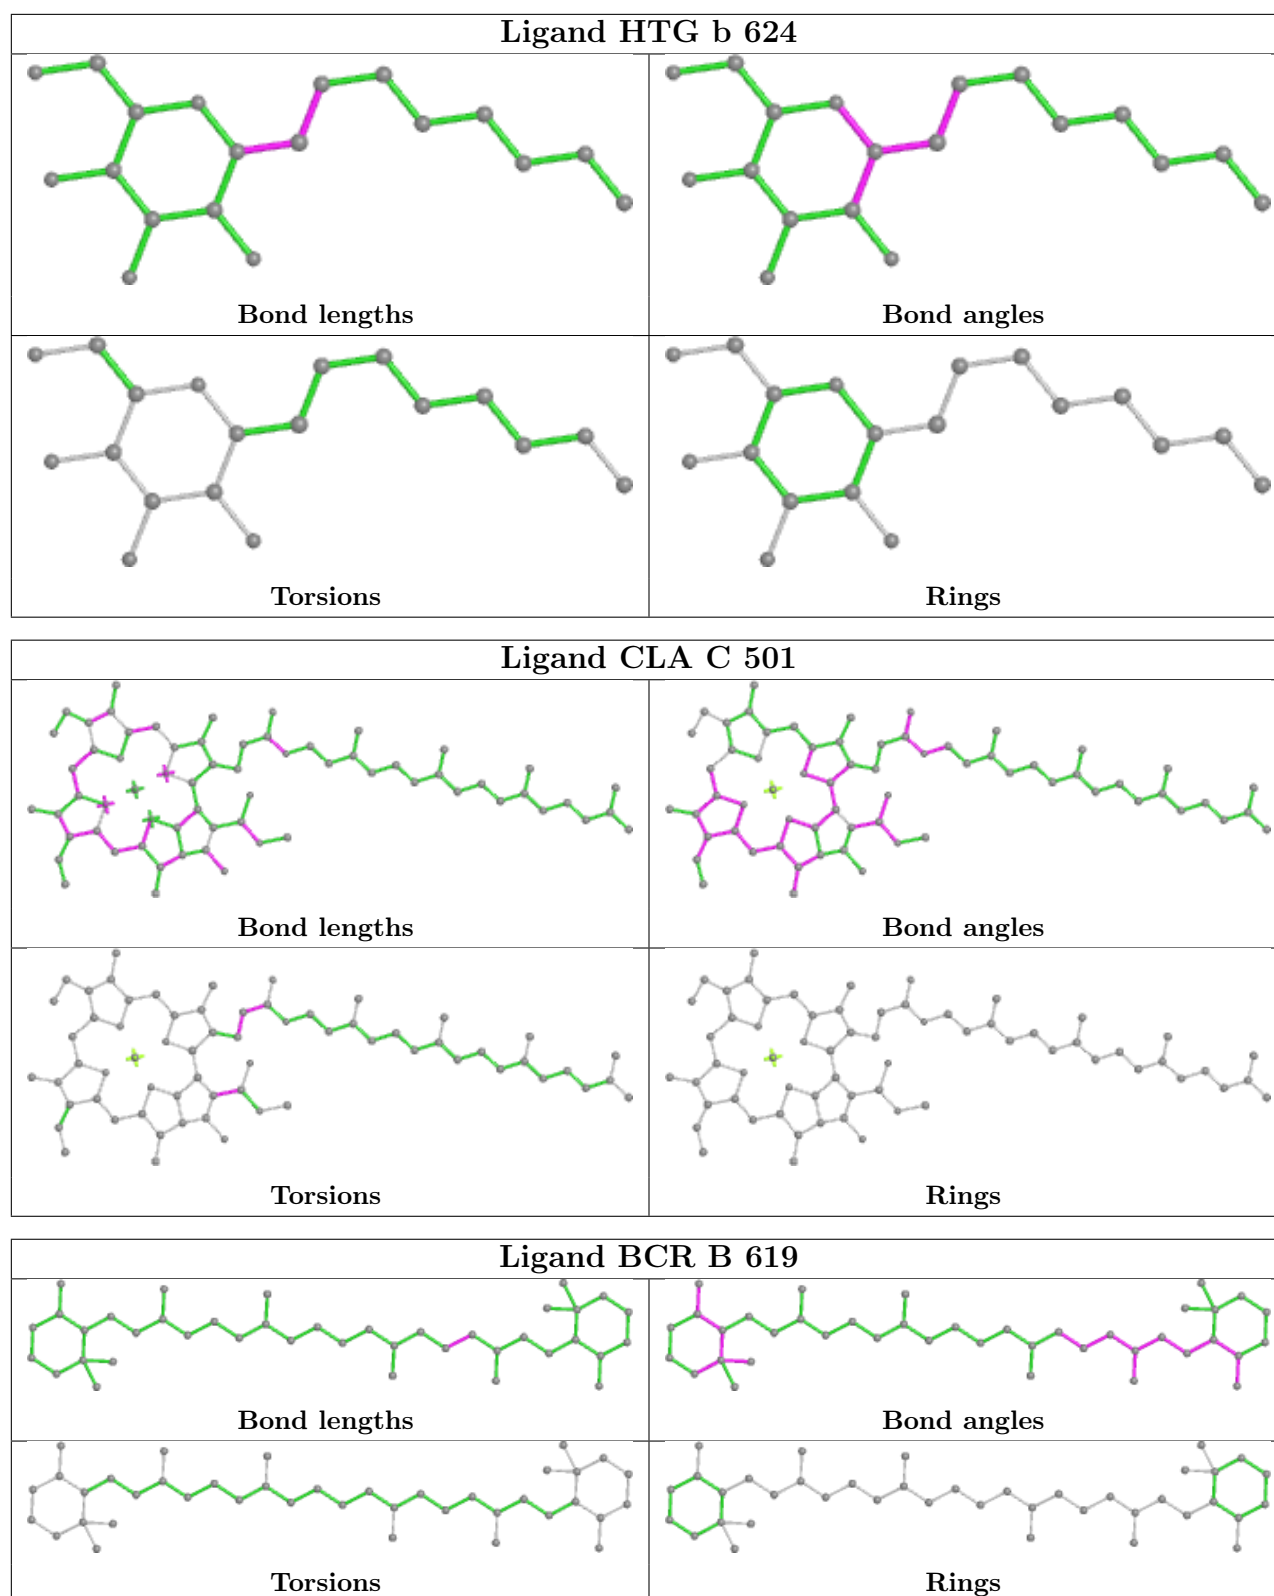 Ligand HTG b 624
Bond lengths
Bond angles
Torsions
Rings
Ligand CLA C 501
Bond lengths
Bond angles
Torsions
Rings
Ligand BCR B 619
Bond lengths
Bond angles
Torsions
Rings